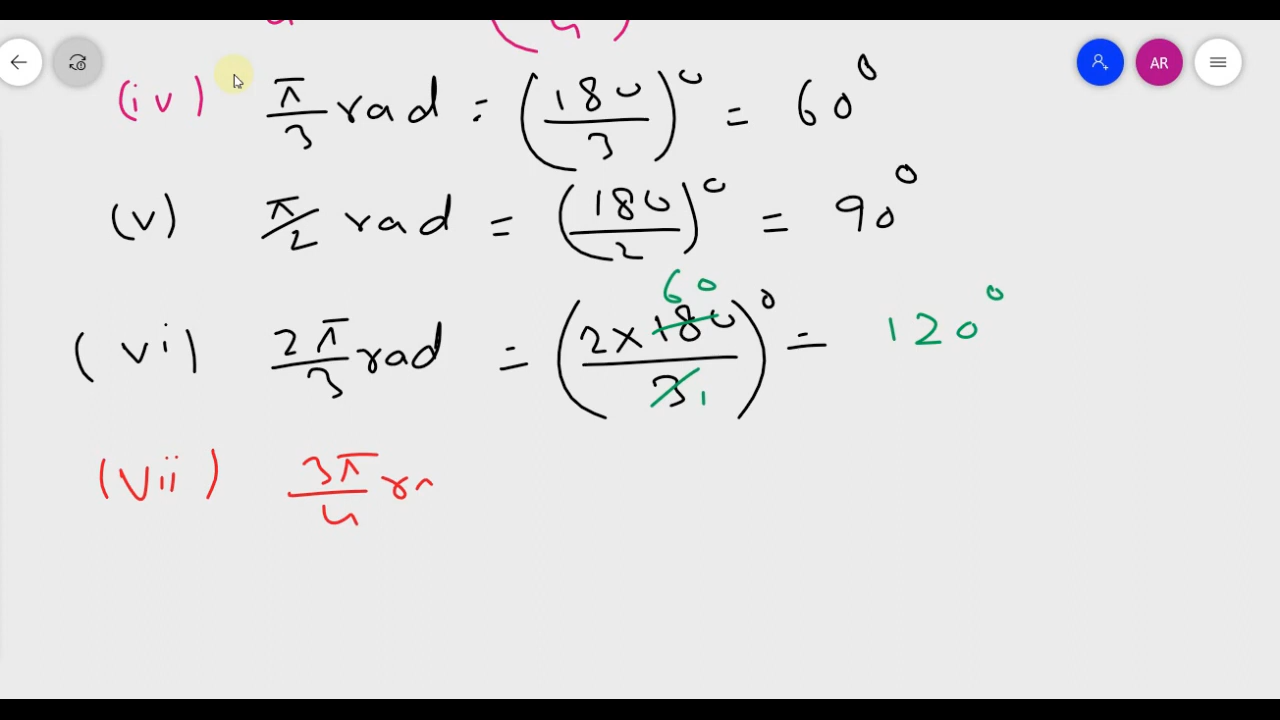 AR
(iv) π/3 rad = (180/3)° = 60°
(v) π/2 rad = (180/2)° = 90°
(vi) 2π/3 rad = (2×180/3)° = 120°
60
1
(Vii) 3π/4